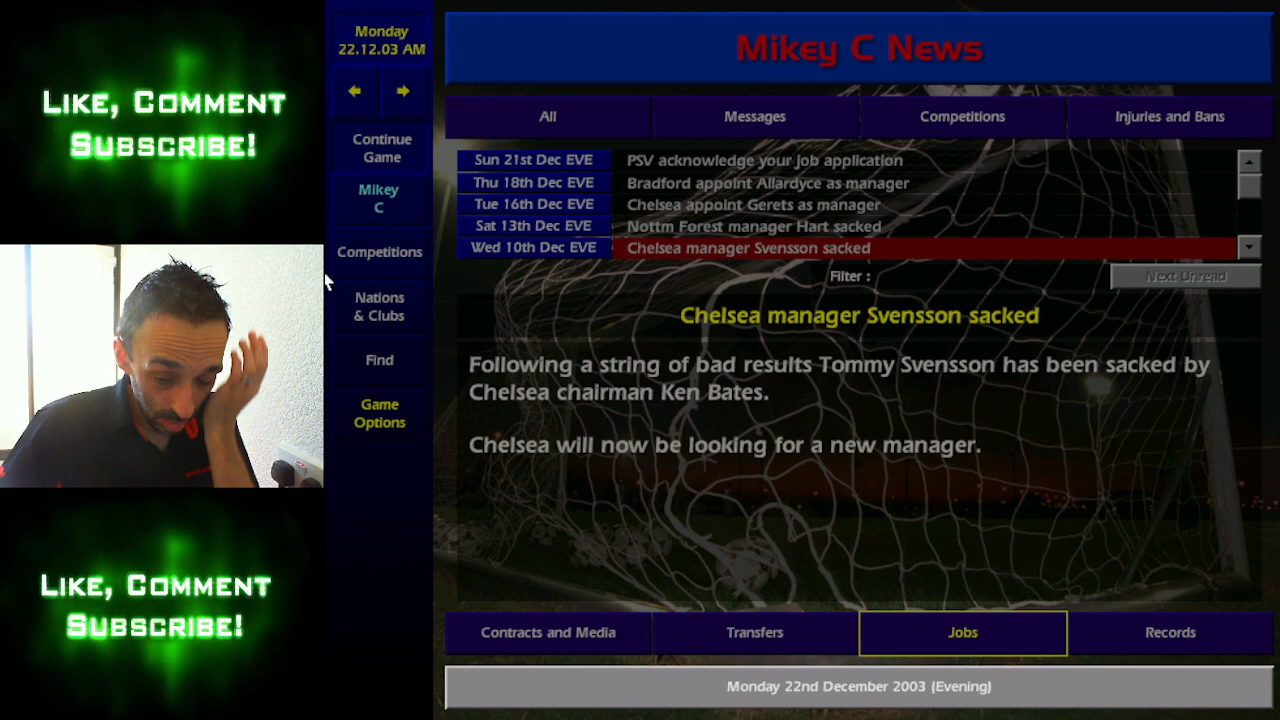 Like, Comment
Subscribe!
Like, Comment
Subscribe!
Monday
22.12.03 AM
Continue
Game
Mikey
C
Competitions
Nations
& Clubs
Find
Game
Options
Mikey C News
All
Messages
Competitions
Injuries and Bans
Sun 21st Dec EVE PSV acknowledge your job application
Thu 18th Dec EVE Bradford appoint Allardyce as manager
Tue 16th Dec EVE Chelsea appoint Gerets as manager
Sat 13th Dec EVE Nottm Forest manager Hart sacked
Wed 10th Dec EVE Chelsea manager Svensson sacked
Filter :
Next Unread
Chelsea manager Svensson sacked
Following a string of bad results Tommy Svensson has been sacked by
Chelsea chairman Ken Bates.
Chelsea will now be looking for a new manager.
Contracts and Media
Transfers
Jobs
Records
Monday 22nd December 2003 (Evening)